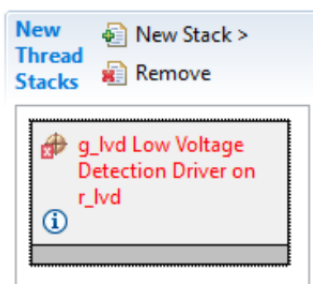 New Thread Stacks
New Stack >
Remove
g_lvd Low Voltage
Detection Driver on
r_lvd